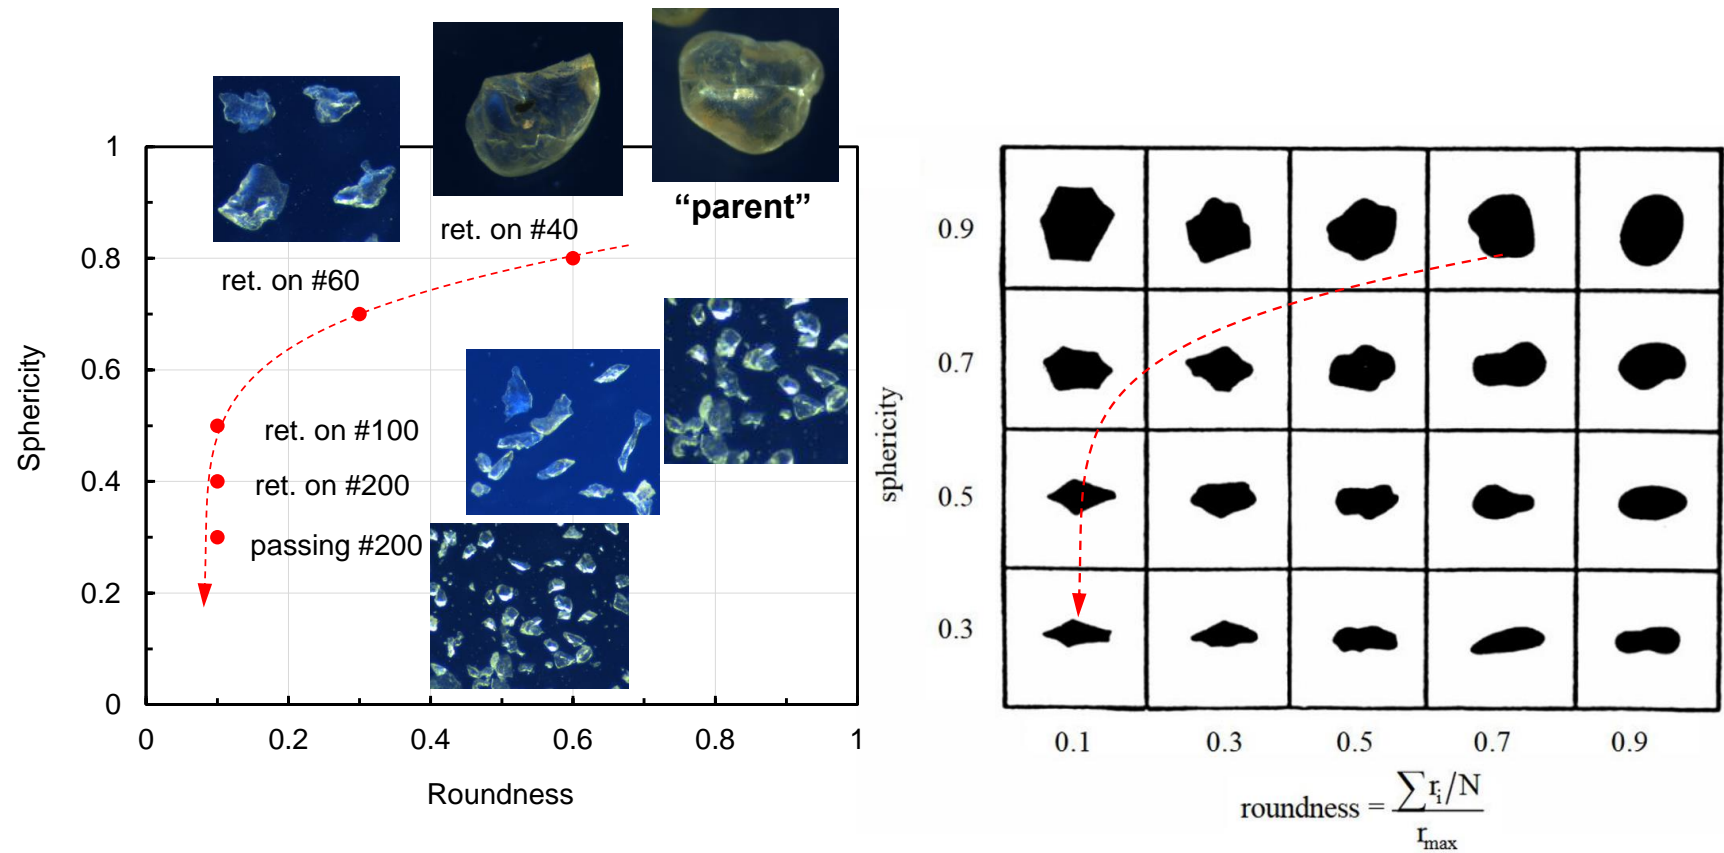 “parent”
ret. on #40
ret. on #60
ret. on #100
ret. on #200
passing #200
1
0.8
0.6
0.4
0.2
0
Sphericity
0
0.2
0.4
0.6
0.8
1
Roundness
0.9
0.7
0.5
0.3
sphericity
0.1
0.3
0.5
0.7
0.9
roundness = ∑ rᵢ/N
r_max